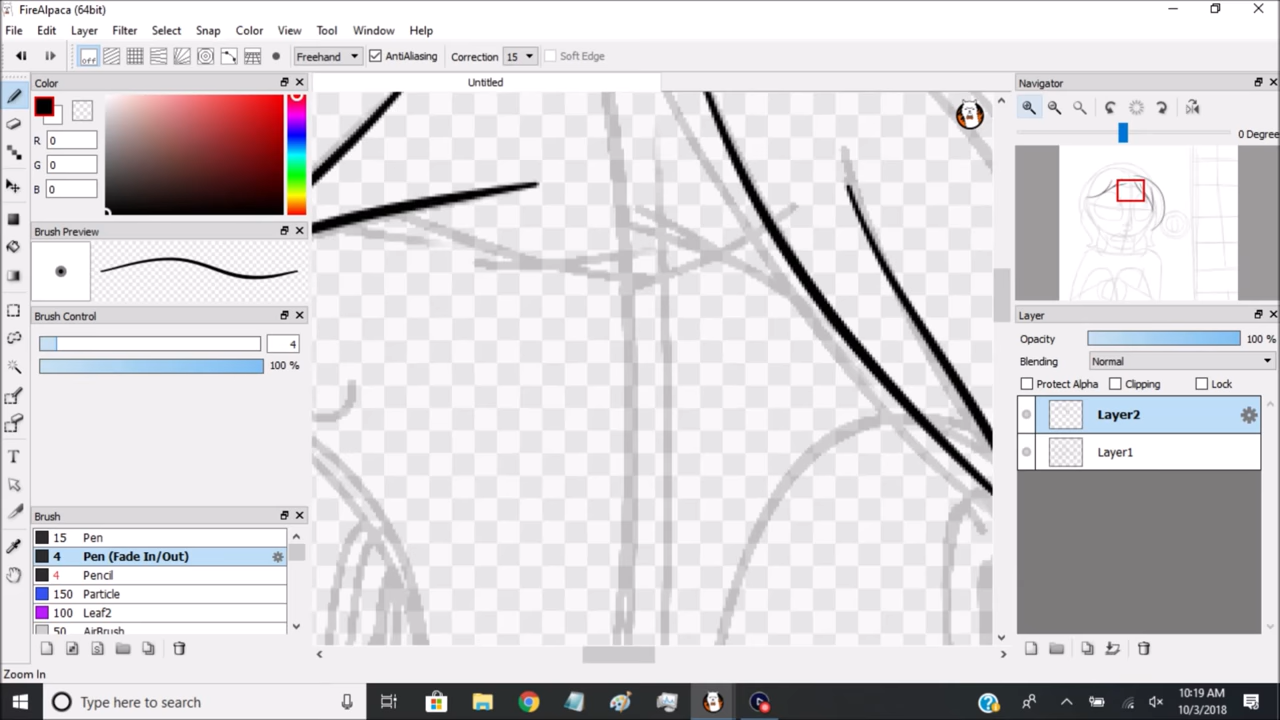 FireAlpaca (64bit)
File Edit Layer Filter Select Snap Color View Tool Window Help
off Freehand AntiAliasing Correction 15 Soft Edge
Color
R 0
G 0
B 0
Brush Preview
Brush Control
4
100 %
Brush
15 Pen
4 Pen (Fade In/Out)
4 Pencil
150 Particle
100 Leaf2
50 AirBrush
Zoom In
Untitled
Navigator
0 Degree
Layer
Opacity 100 %
Blending Normal
Protect Alpha Clipping Lock
Layer2
Layer1
Type here to search
10:19 AM
10/3/2018